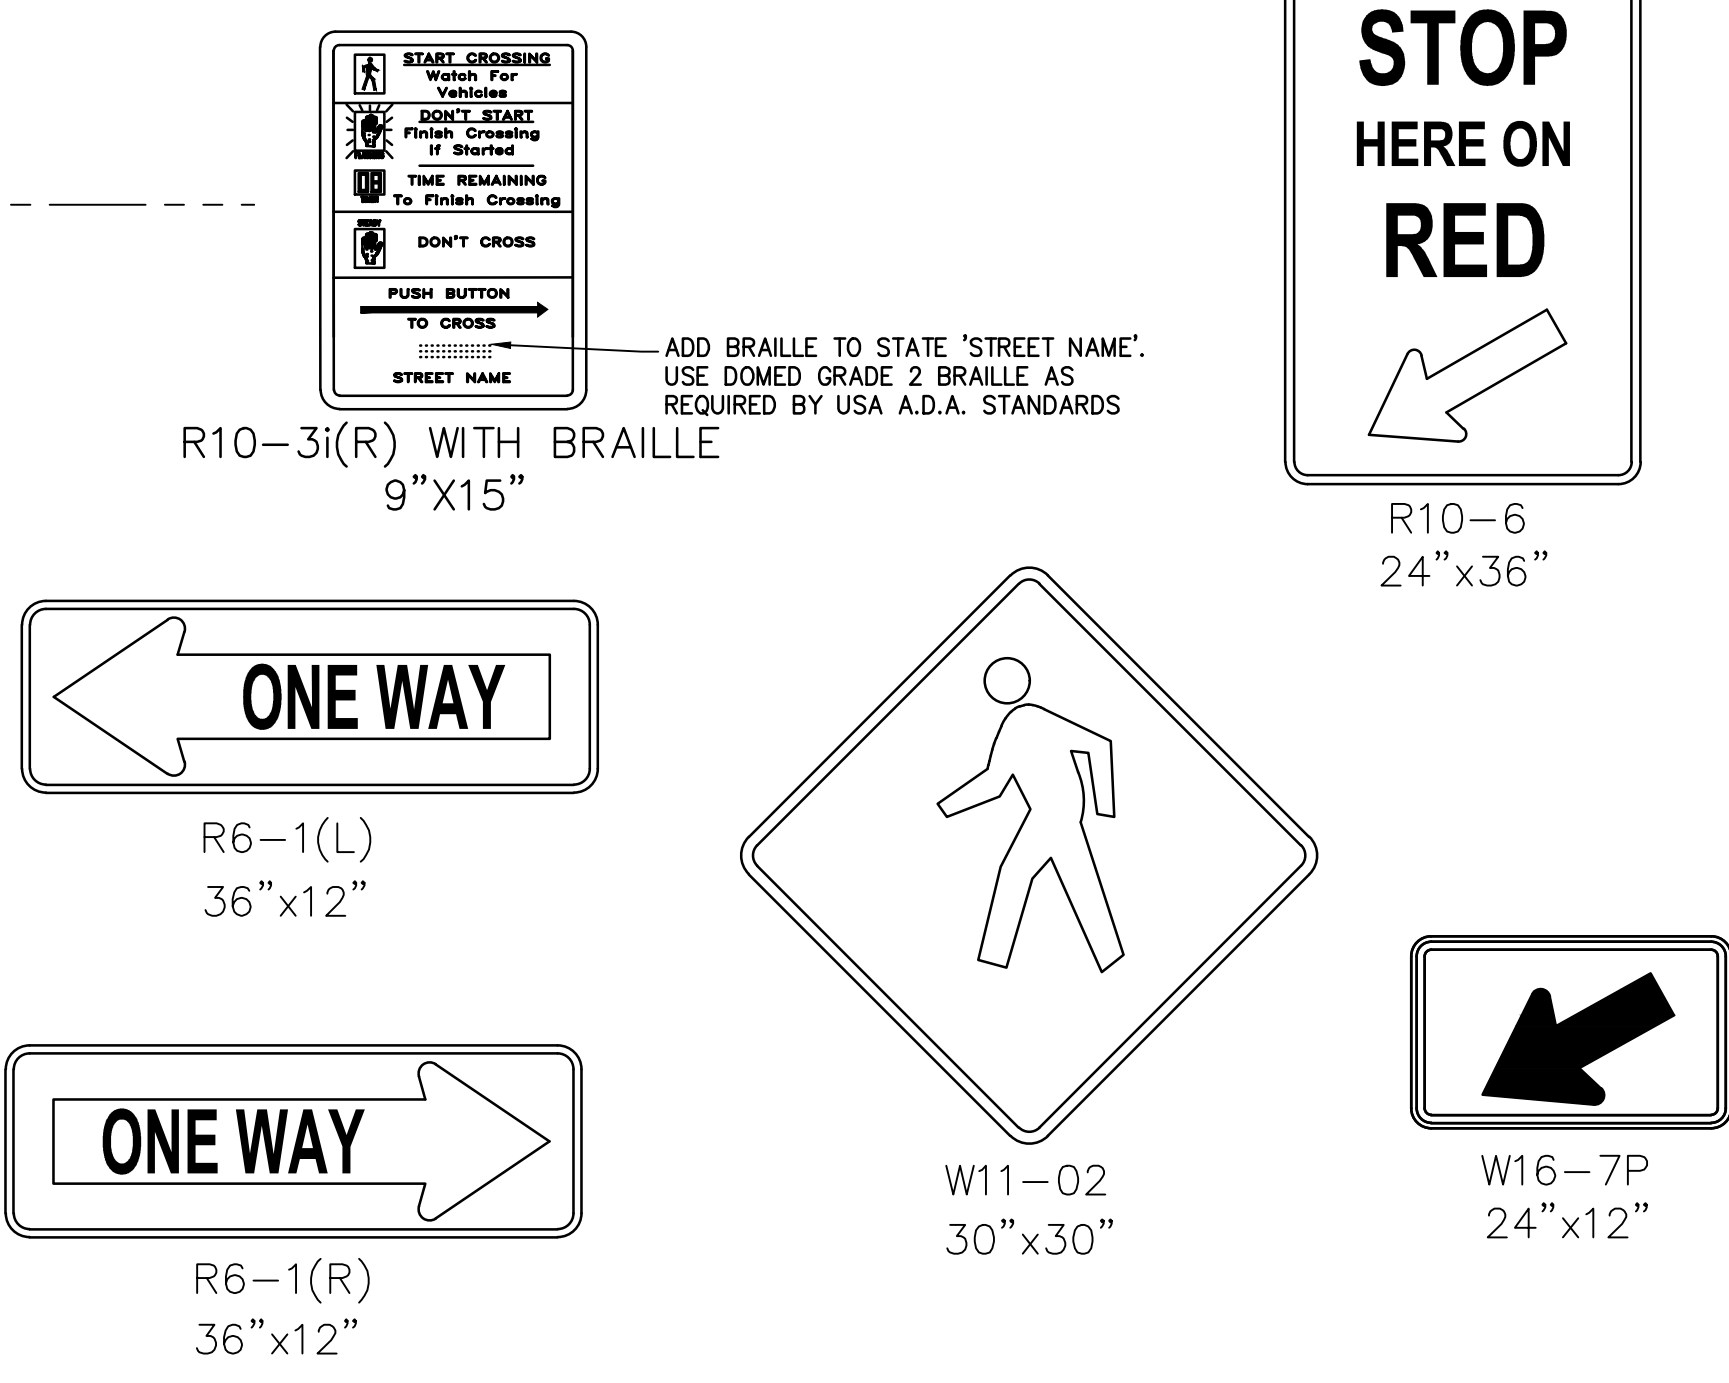 START CROSSING
Watch For
Vehicles
DON'T START
Finish Crossing
If Started
TIME REMAINING
To Finish Crossing
STEADY
DON'T CROSS
PUSH BUTTON
TO CROSS
STREET NAME
ADD BRAILLE TO STATE 'STREET NAME'.
USE DOMED GRADE 2 BRAILLE AS
REQUIRED BY USA A.D.A. STANDARDS
R10-3i(R) WITH BRAILLE
9"X15"
STOP
HERE ON
RED
R10-6
24"x36"
ONE WAY
R6-1(L)
36"x12"
ONE WAY
R6-1(R)
36"x12"
W11-02
30"x30"
W16-7P
24"x12"